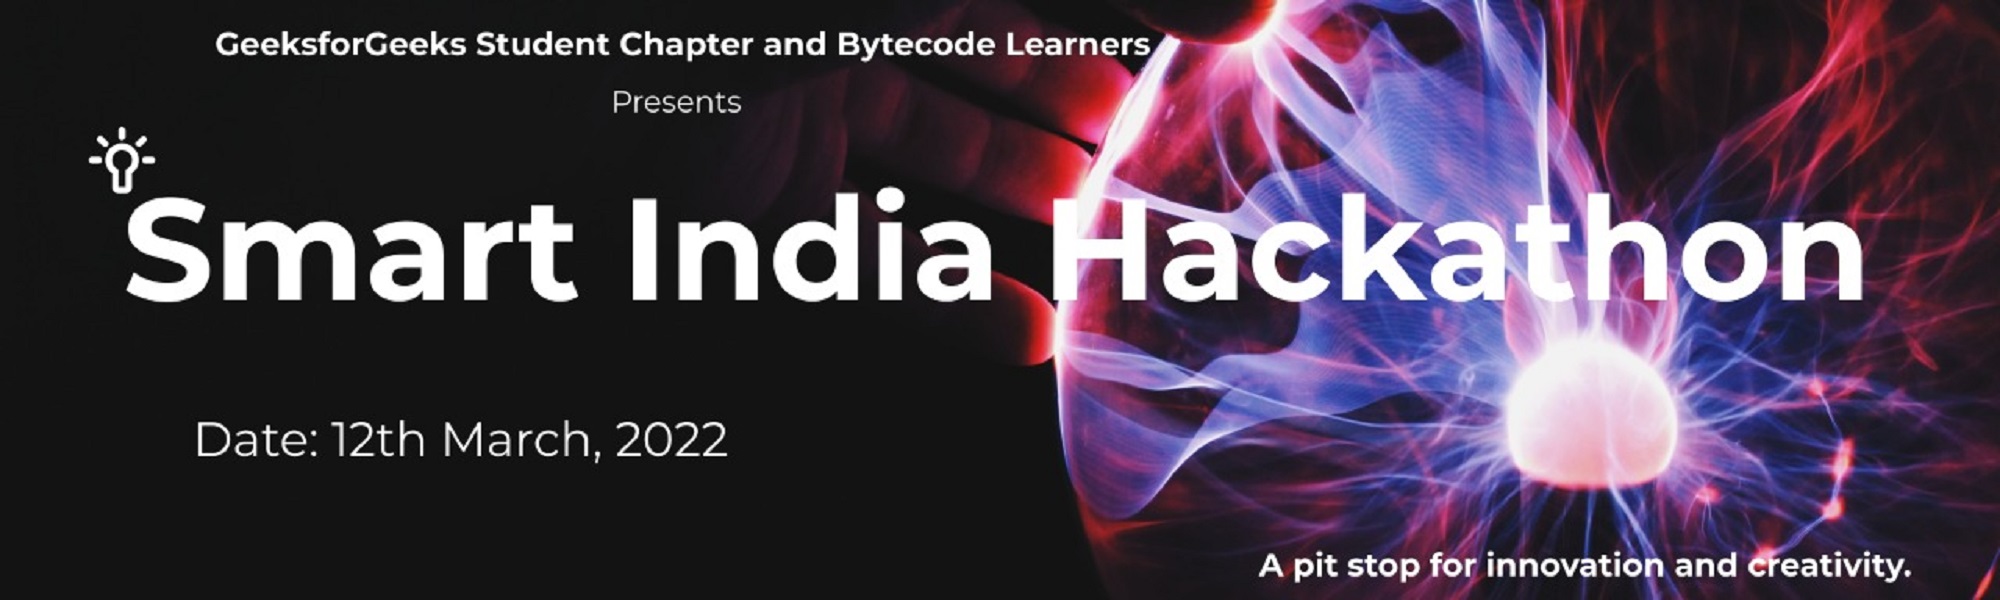 GeeksforGeeks Student Chapter and Bytecode Learners
Presents
Smart India Hackathon
Date: 12th March, 2022
A pit stop for innovation and creativity.